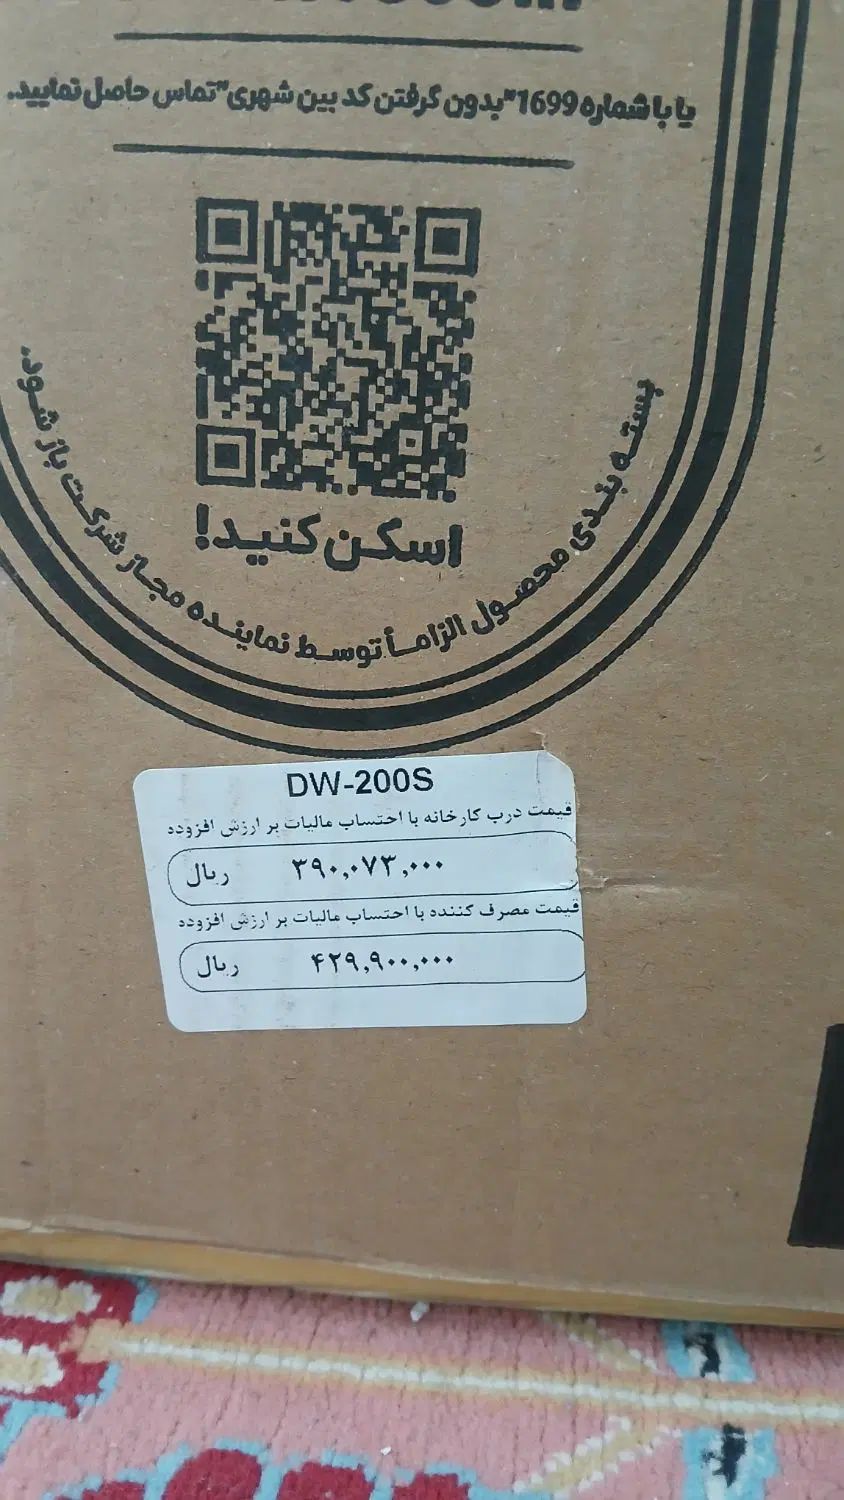 یا با شماره 1699 "بدون گرفتن کد بین شهری" تماس حاصل نمایید..
اسکن کنید!
بسته بندی محصول الزاماً توسط نماینده مجاز شرکت باز شود..
DW-200S
قیمت درب کارخانه با احتساب مالیات بر ارزش افزوده
۳۹۰,۰۷۳,۰۰۰ ریال
قیمت مصرف کننده با احتساب مالیات بر ارزش افزوده
۴۲۹,۹۰۰,۰۰۰ ریال